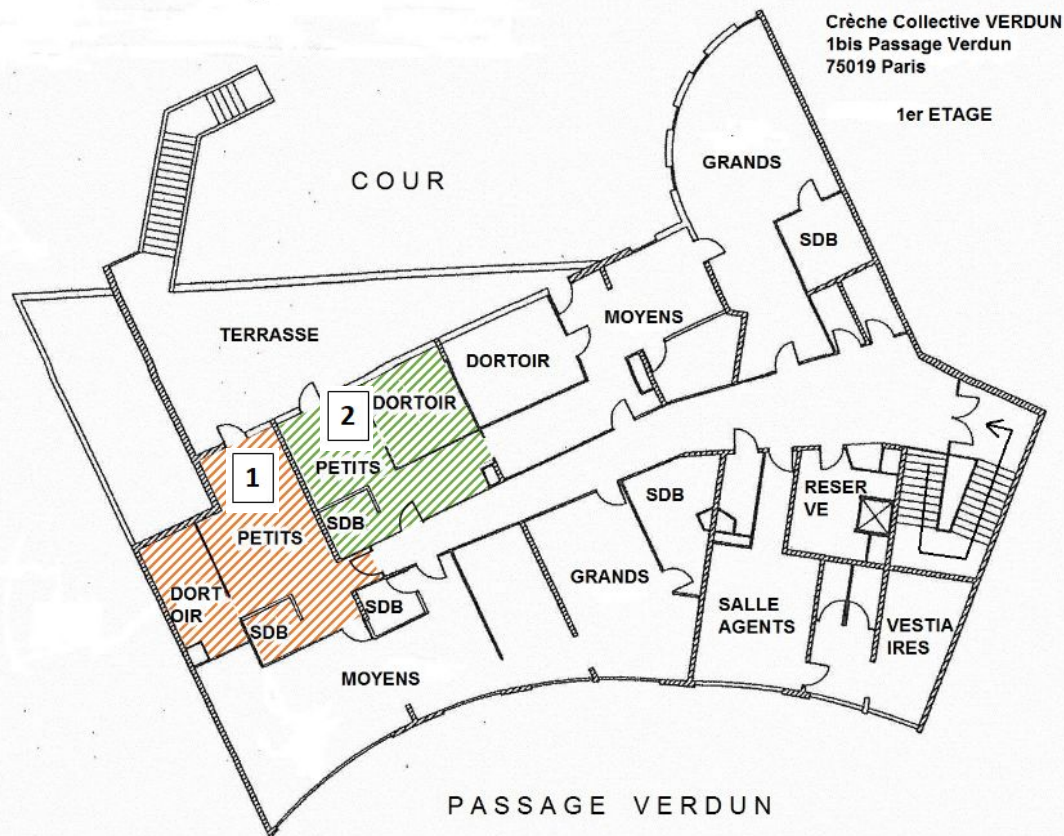 Crèche Collective VERDUN
1bis Passage Verdun
75019 Paris
1er ETAGE
COUR
GRANDS
SDB
TERRASSE
MOYENS
DORTOIR
2
DORTOIR
1
PETITS
SDB
PETITS
DORT
OIR
SDB
SDB
MOYENS
GRANDS
SDB
RESER
VE
SALLE
AGENTS
VESTIA
IRES
PASSAGE VERDUN